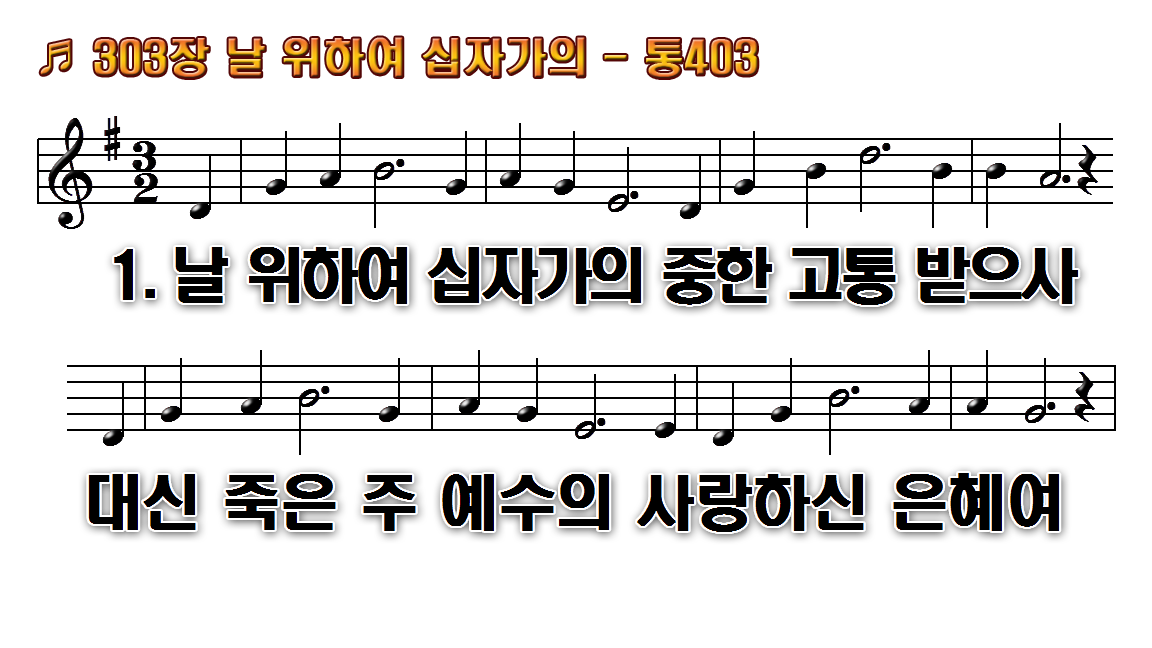 ♬ 303장 날 위하여 십자가의 - 통403
3
2
1. 날 위하여 십자가의 중한 고통 받으사
대신 죽은 주 예수의 사랑하신 은혜여